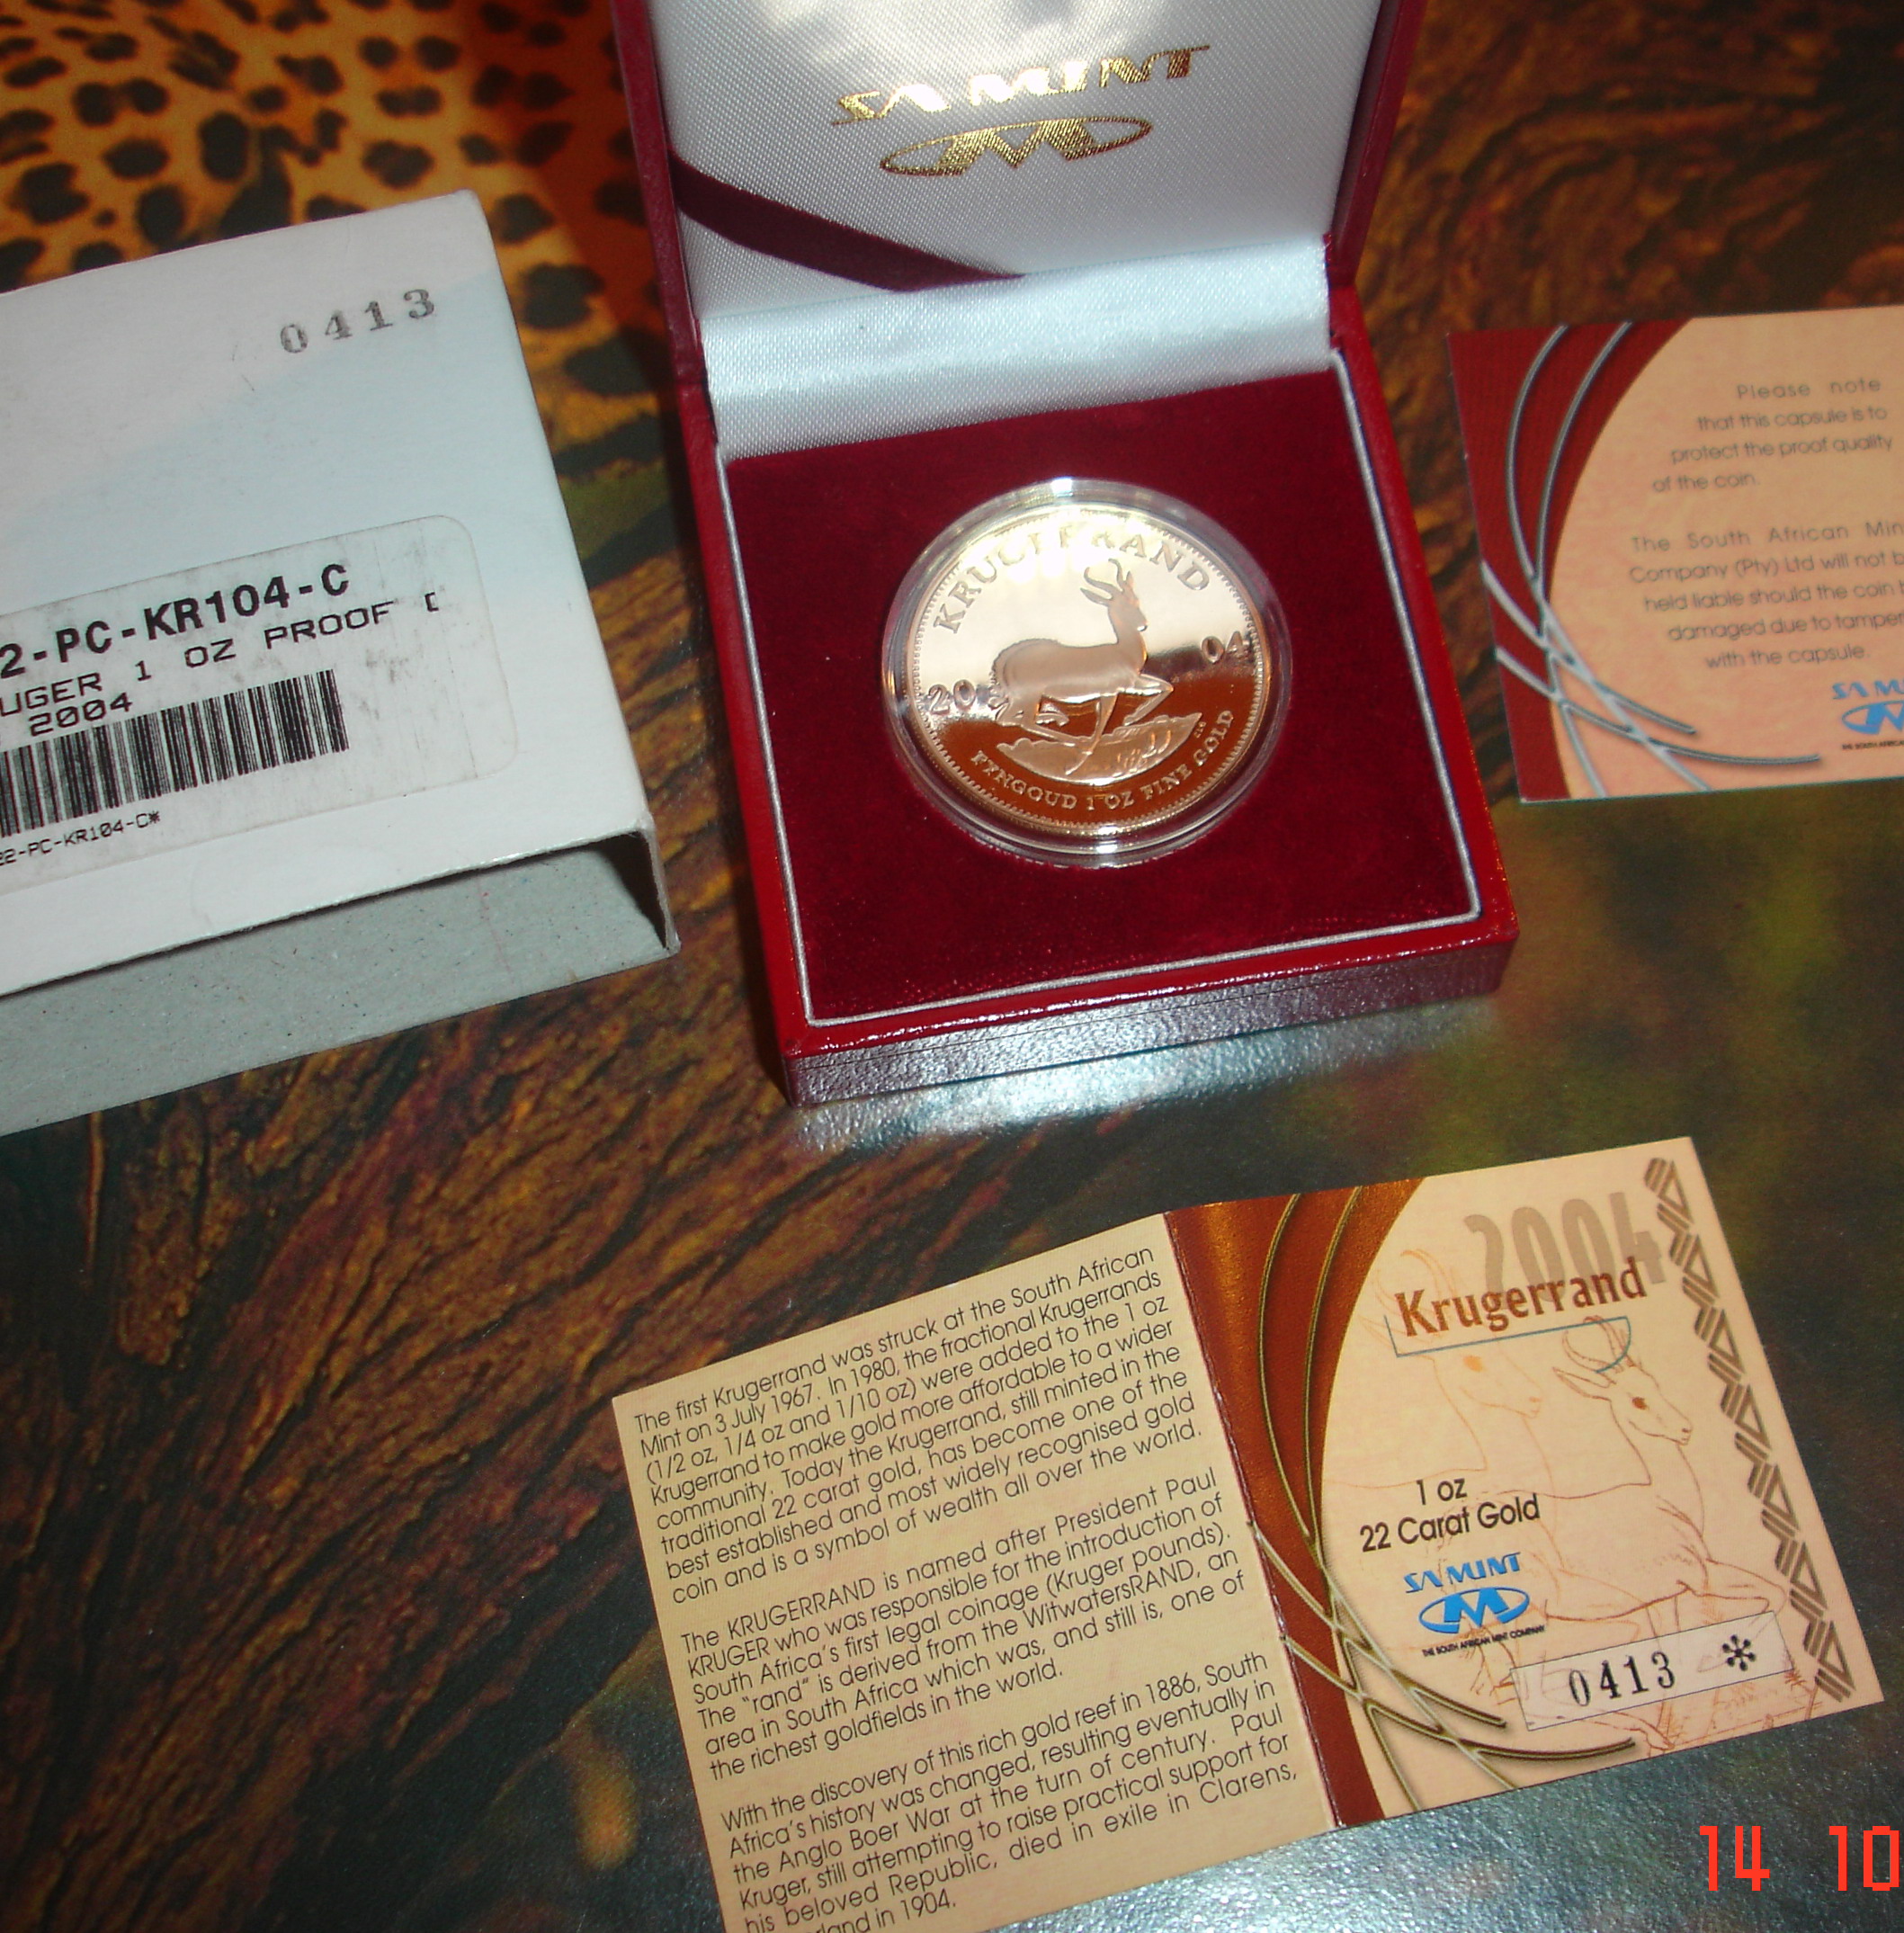 SA MINT
0413
2-PC-KR104-C
UGER 1 OZ PROOF
2004
22-PC-KR104-C*
KRUGERRAND
20 04
FYNGOUD 1 OZ FINE GOLD
Please note
that this capsule is to
protect the proof quality
of the coin.
The South African Min
Company (Pty) Ltd will not b
held liable should the coin b
damaged due to tamper
with the capsule.
SA M
The first Krugerrand was struck at the South African
Mint on 3 July 1967. In 1980, the fractional Krugerrands
(1/2 oz, 1/4 oz and 1/10 oz) were added to the 1 oz
Krugerrand to make gold more affordable to a wider
community. Today the Krugerrand, still minted in the
traditional 22 carat gold, has become one of the
best established and most widely recognised gold
coin and is a symbol of wealth all over the world.
The KRUGERRAND is named after President Paul
KRUGER who was responsible for the introduction of
South Africa's first legal coinage (Kruger pounds).
The "rand" is derived from the WitwatersRAND, an
area in South Africa which was, and still is, one of
the richest goldfields in the world.
With the discovery of this rich gold reef in 1886, South
Africa's history was changed, resulting eventually in
the Anglo Boer War at the turn of century. Paul
Kruger, still attempting to raise practical support for
his beloved Republic, died in exile in Clarens,
rland in 1904.
2004
Krugerrand
1 oz
22 Carat Gold
SA MINT
THE SOUTH AFRICAN MINT COMPANY
0413 *
14 10